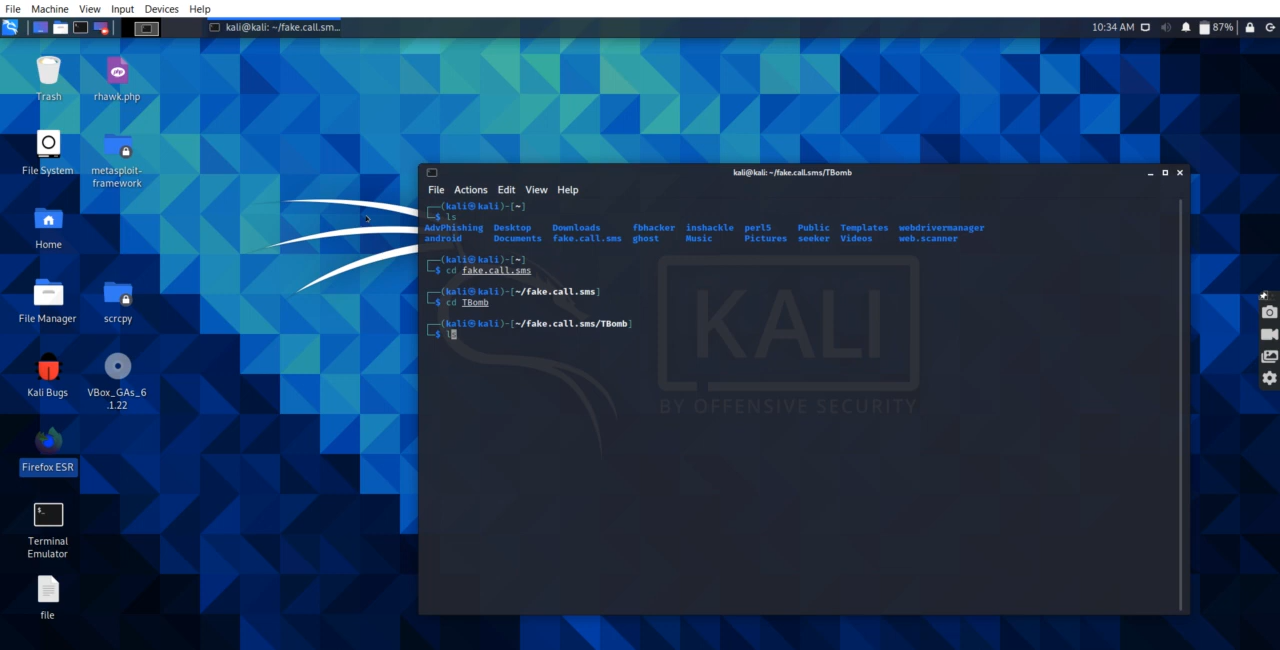 File Machine View Input Devices Help
kali@kali: ~/fake.call.sm...
10:34 AM
87%
Trash
rhawk.php
php
File System
metasploit-
framework
Home
File Manager
scrcpy
Kali Bugs
VBox_GAs_6
.1.22
Firefox ESR
Terminal
Emulator
file
kali@kali: ~/fake.call.sms/TBomb
File Actions Edit View Help
┌──(kali㉿kali)-[~]
└─$ ls
AdvPhishing Desktop Downloads fbhacker inshackle perl5 Public Templates webdrivermanager
android Documents fake.call.sms ghost Music Pictures seeker Videos web.scanner
┌──(kali㉿kali)-[~]
└─$ cd fake.call.sms
┌──(kali㉿kali)-[~/fake.call.sms]
└─$ cd TBomb
┌──(kali㉿kali)-[~/fake.call.sms/TBomb]
└─$ ls
KALI
BY OFFENSIVE SECURITY